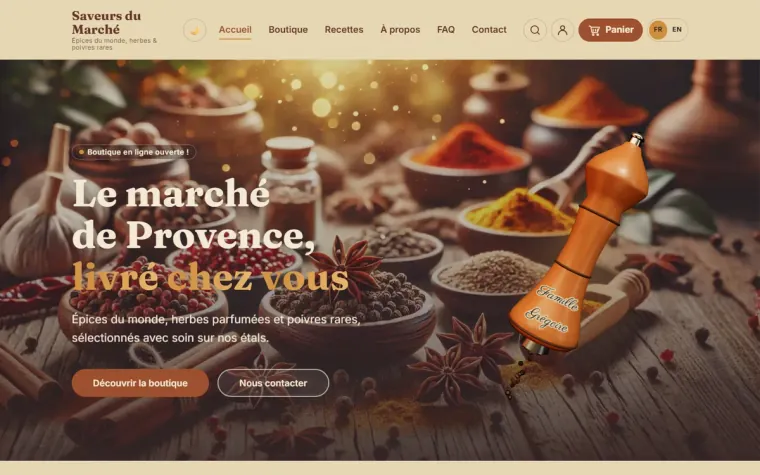 Saveurs du
Marché
Épices du monde, herbes &
poivres rares
Accueil
Boutique
Recettes
À propos
FAQ
Contact
Panier
FR
EN
Boutique en ligne ouverte !
Le marché
de Provence,
livré chez vous
Épices du monde, herbes parfumées et poivres rares,
sélectionnés avec soin sur nos étals.
Découvrir la boutique
Nous contacter
Famille
Grégoire